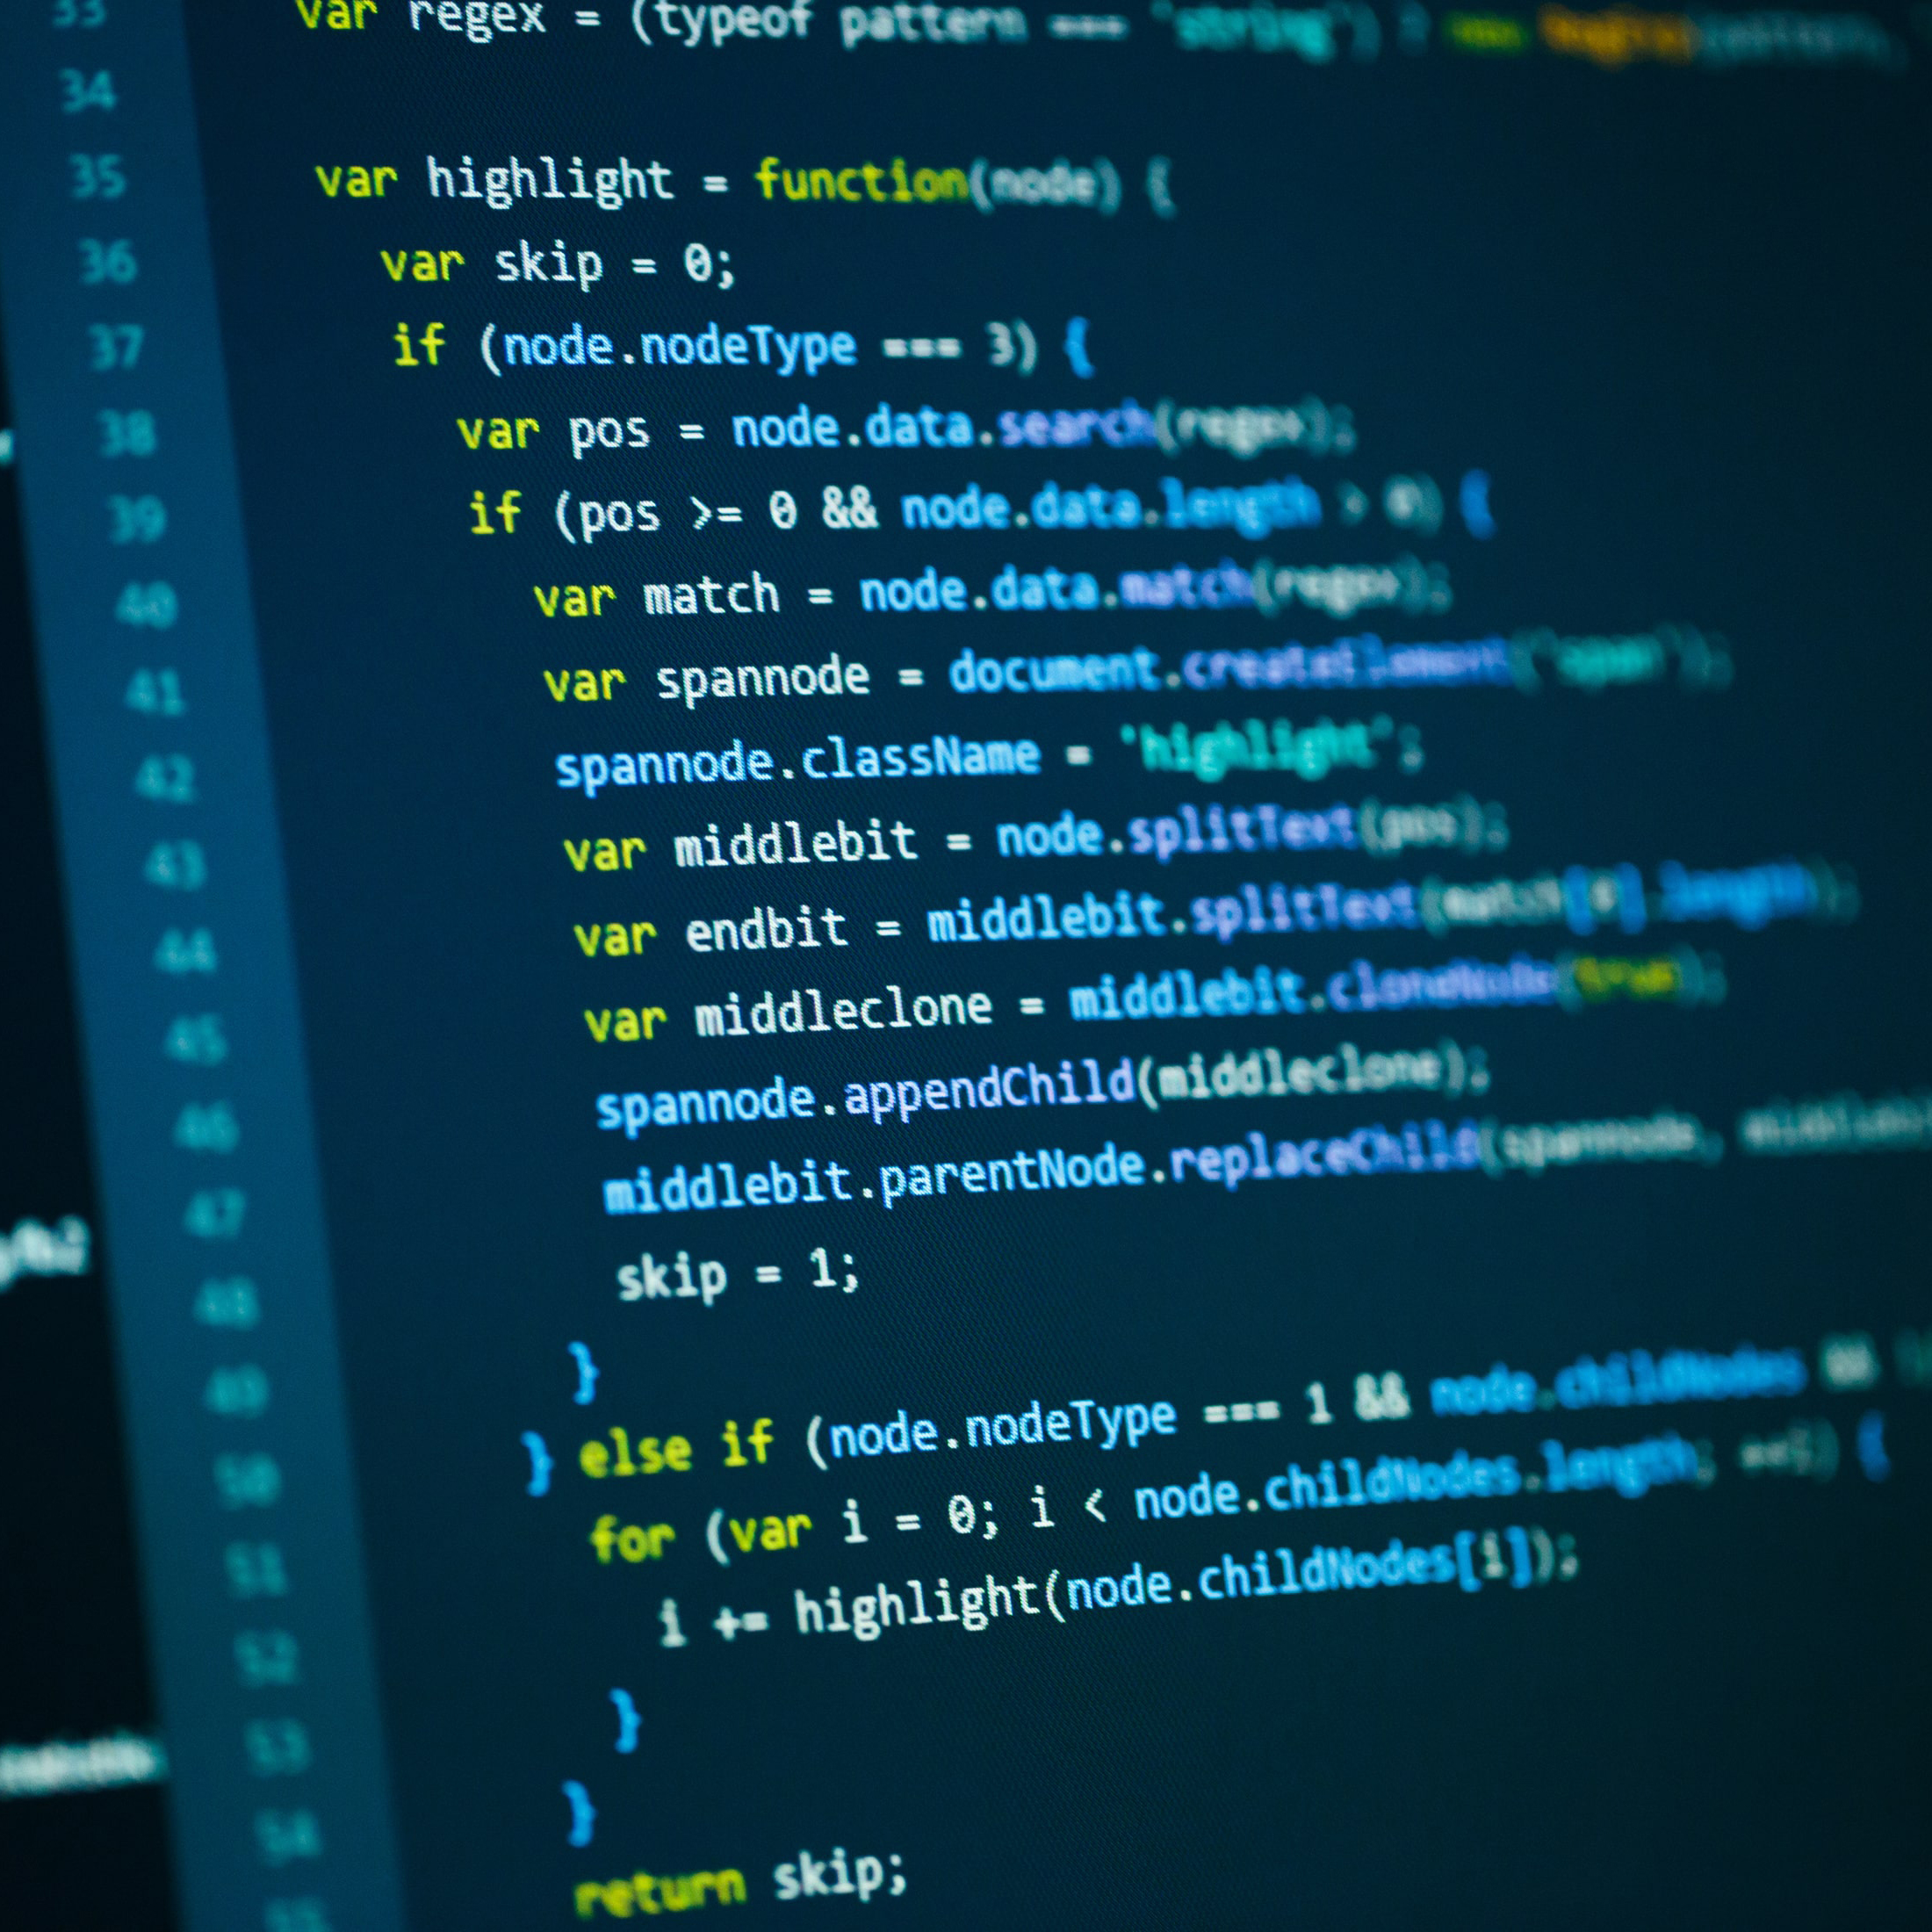 33 var regex = (typeof pattern === 'string') ? new RegExp(pattern,
34
35 var highlight = function(node) {
36 var skip = 0;
37 if (node.nodeType === 3) {
38 var pos = node.data.search(regex);
39 if (pos >= 0 && node.data.length > 0) {
40 var match = node.data.match(regex);
41 var spannode = document.createElement('span');
42 spannode.className = 'highlight';
43 var middlebit = node.splitText(pos);
44 var endbit = middlebit.splitText(match[0].length);
45 var middleclone = middlebit.cloneNode(true);
46 spannode.appendChild(middleclone);
47 middlebit.parentNode.replaceChild(spannode,
48 skip = 1;
49 }
50 } else if (node.nodeType === 1 && node.childNodes &&
51 for (var i = 0; i < node.childNodes.length; ++i) {
52 i += highlight(node.childNodes[i]);
53 }
54 }
55 return skip;